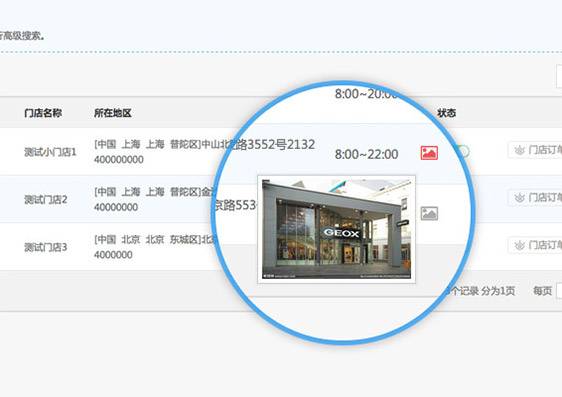 行高级搜索。
8:00~20:00
门店名称 所在地区 状态
测试小门店1 [中国 上海 上海 普陀区]中山北路3552号2132 8:00~22:00 门店订单
400000000
测试门店2 [中国 上海 上海 普陀区]金沙 京路553 门店订单
40000000
GEOX
测试门店3 [中国 北京 北京 东城区]北京 门店订单
4000000
个记录 分为1页 每页